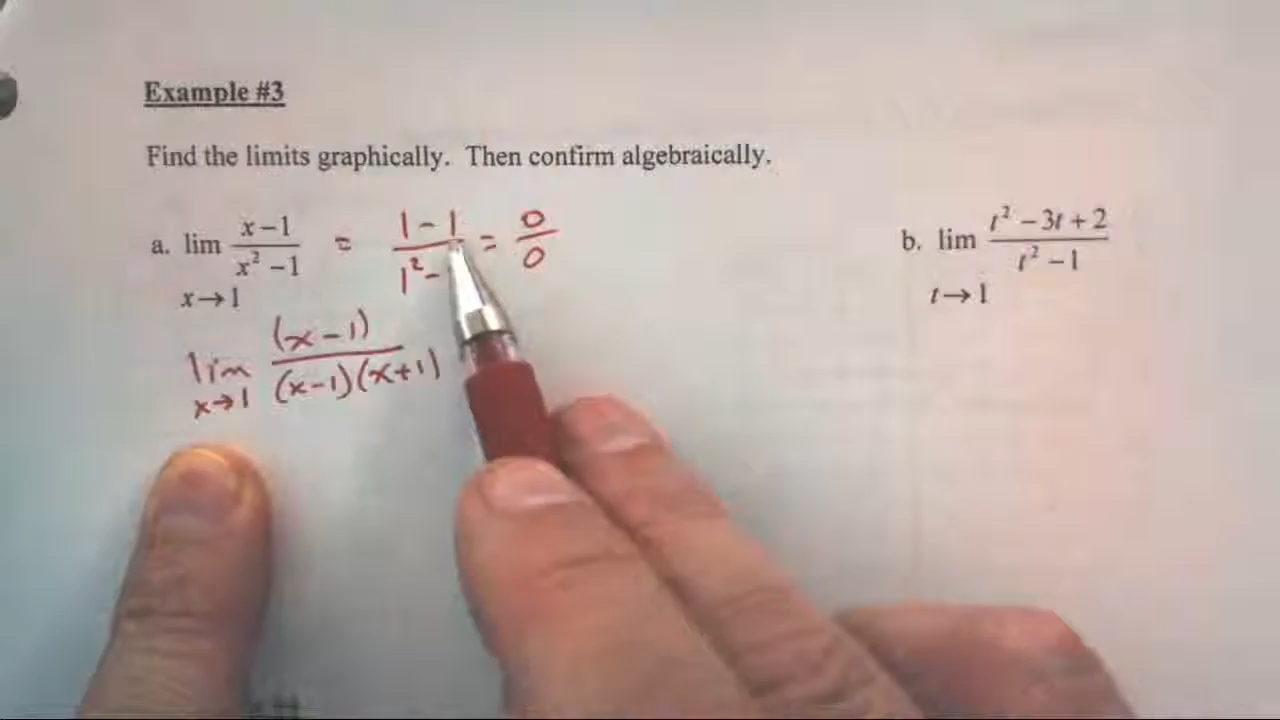 Example #3
Find the limits graphically. Then confirm algebraically.
a. lim x→1 (x−1)/(x²−1) = (1−1)/(1²− = 0/0
lim x→1 (x−1)/((x−1)(x+1))
b. lim t→1 (t²−3t+2)/(t²−1)